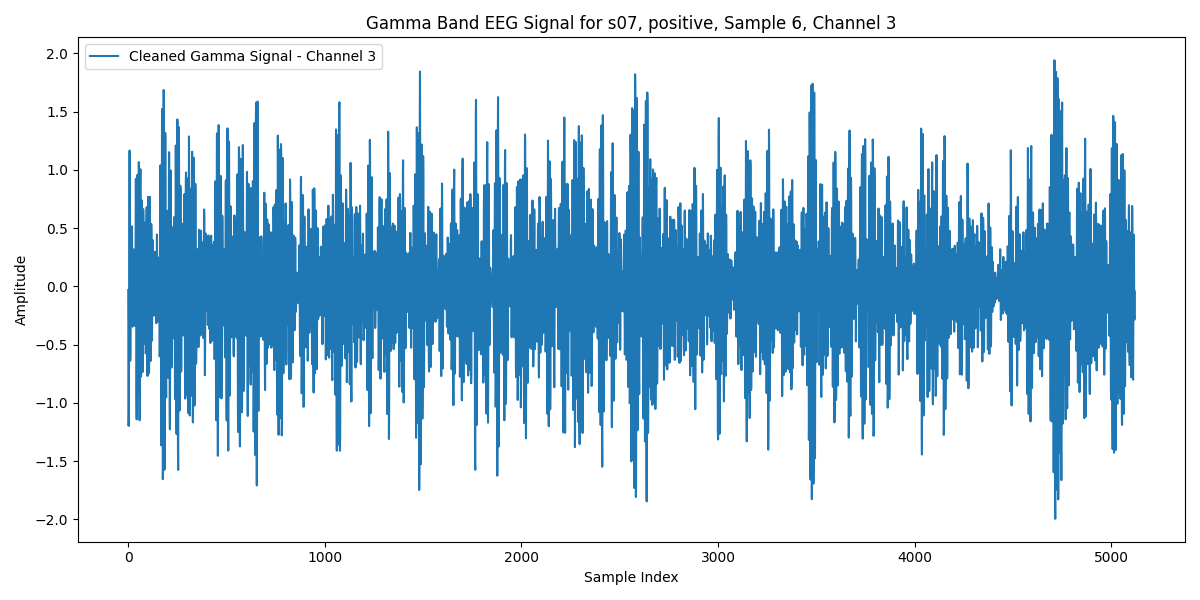 Gamma Band EEG Signal for s07, positive, Sample 6, Channel 3
Cleaned Gamma Signal - Channel 3
2.0
1.5
1.0
0.5
0.0
−0.5
−1.0
−1.5
−2.0
Amplitude
0 1000 2000 3000 4000 5000
Sample Index